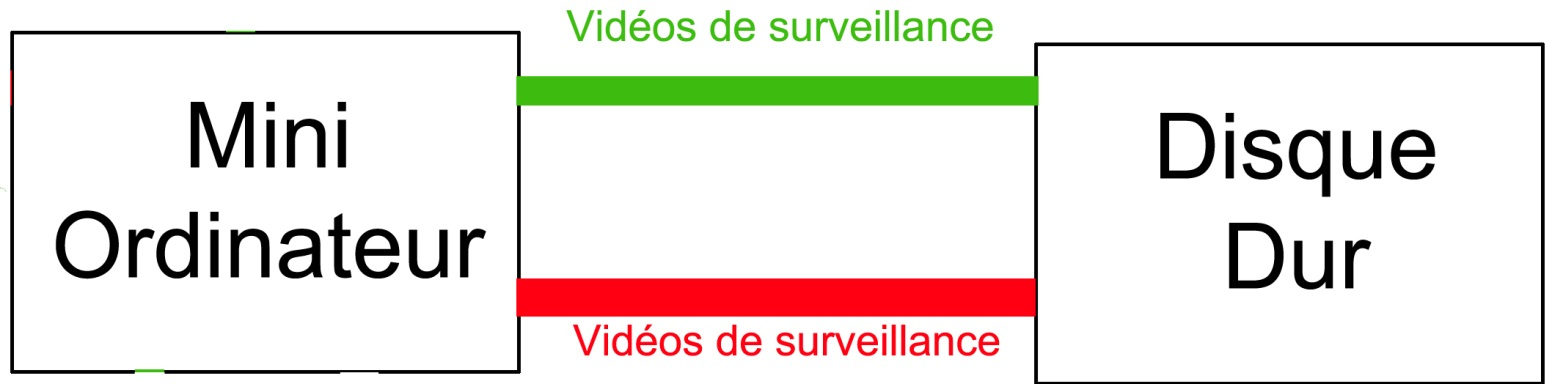 Vidéos de surveillance
Mini
Ordinateur
Disque
Dur
Vidéos de surveillance